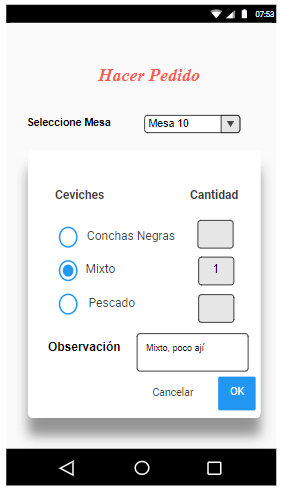 07:53
Hacer Pedido
Seleccione Mesa Mesa 10
Ceviches Cantidad
Conchas Negras
Mixto 1
Pescado
Observación Mixto, poco ají
Cancelar OK